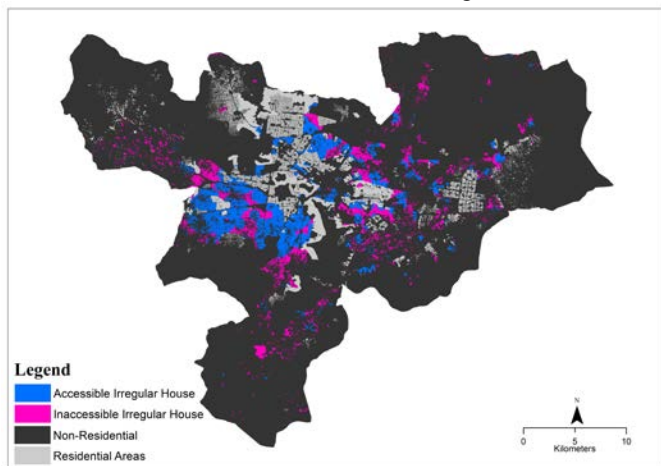 Legend
Accessible Irregular House
Inaccessible Irregular House
Non-Residential
Residential Areas
N
0 5 10
Kilometers